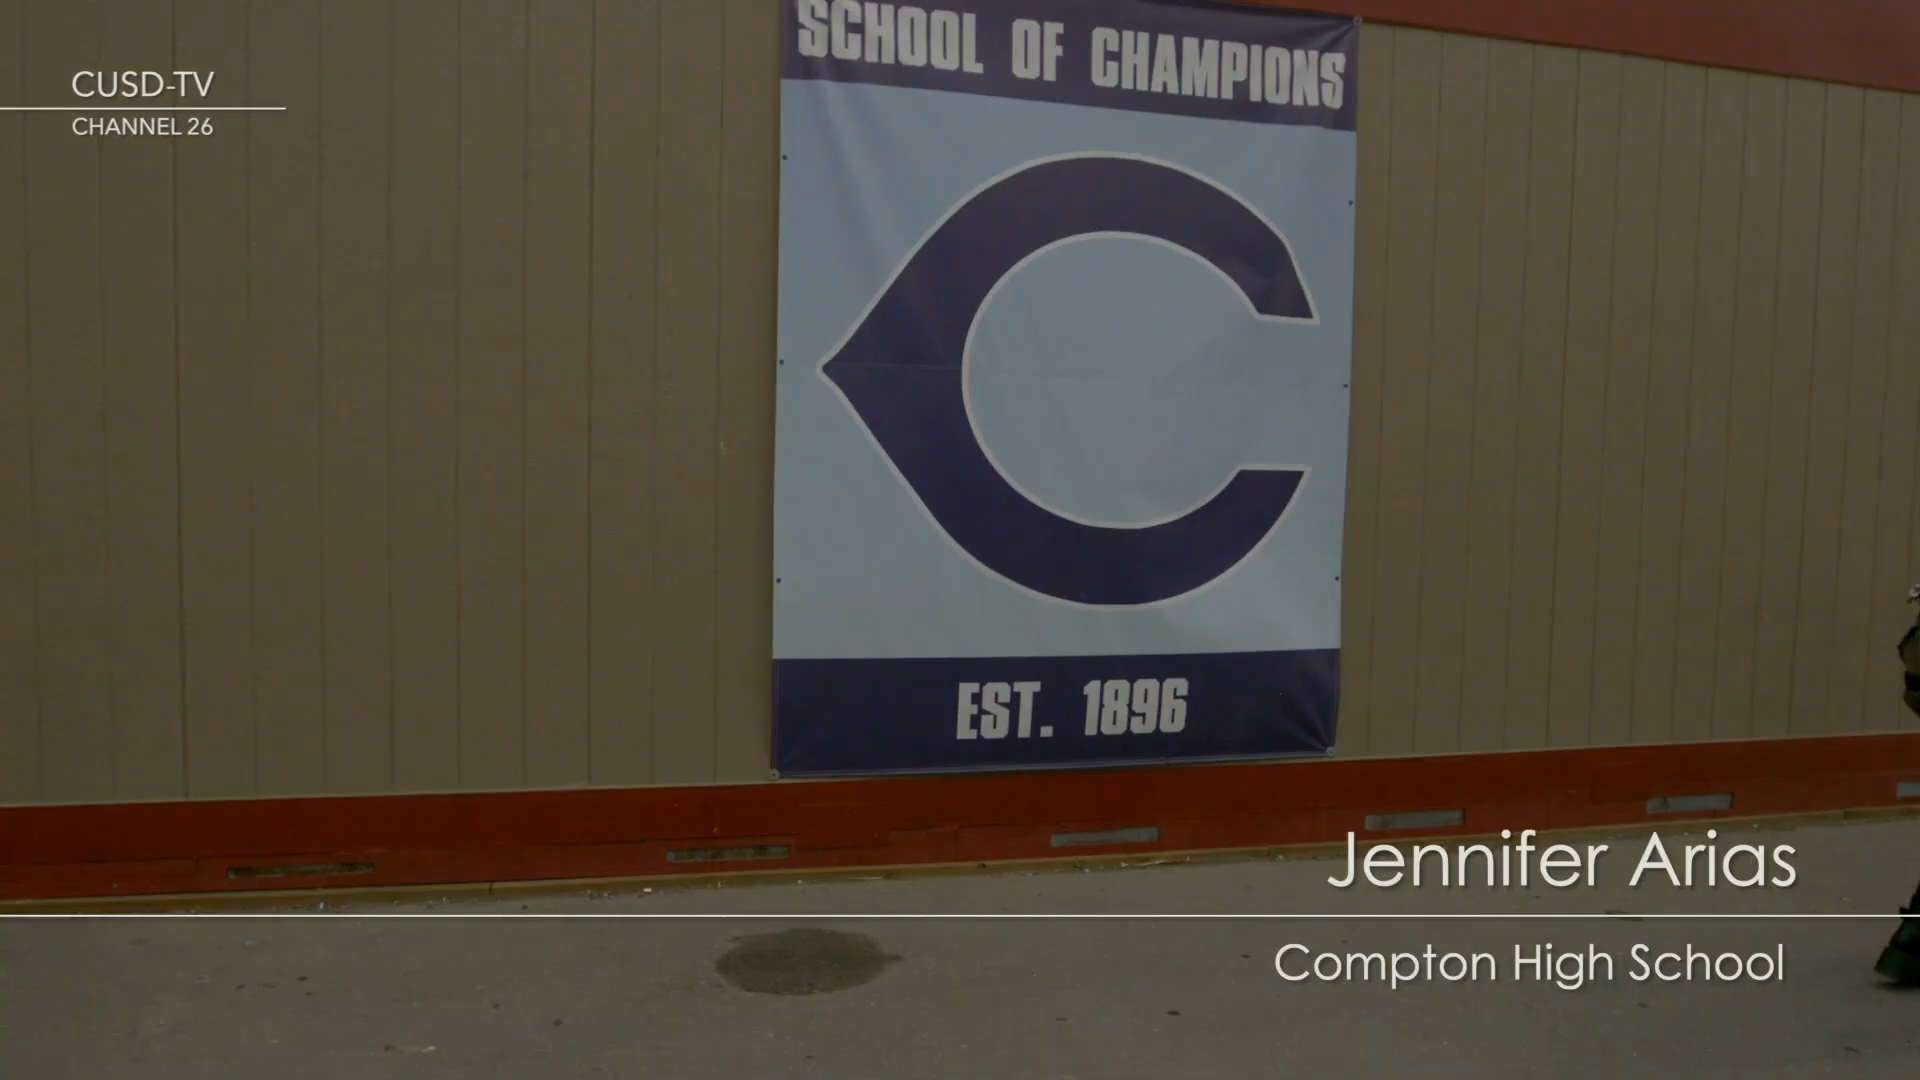 CUSD-TV
CHANNEL 26
SCHOOL OF CHAMPIONS
C
EST. 1896
Jennifer Arias
Compton High School